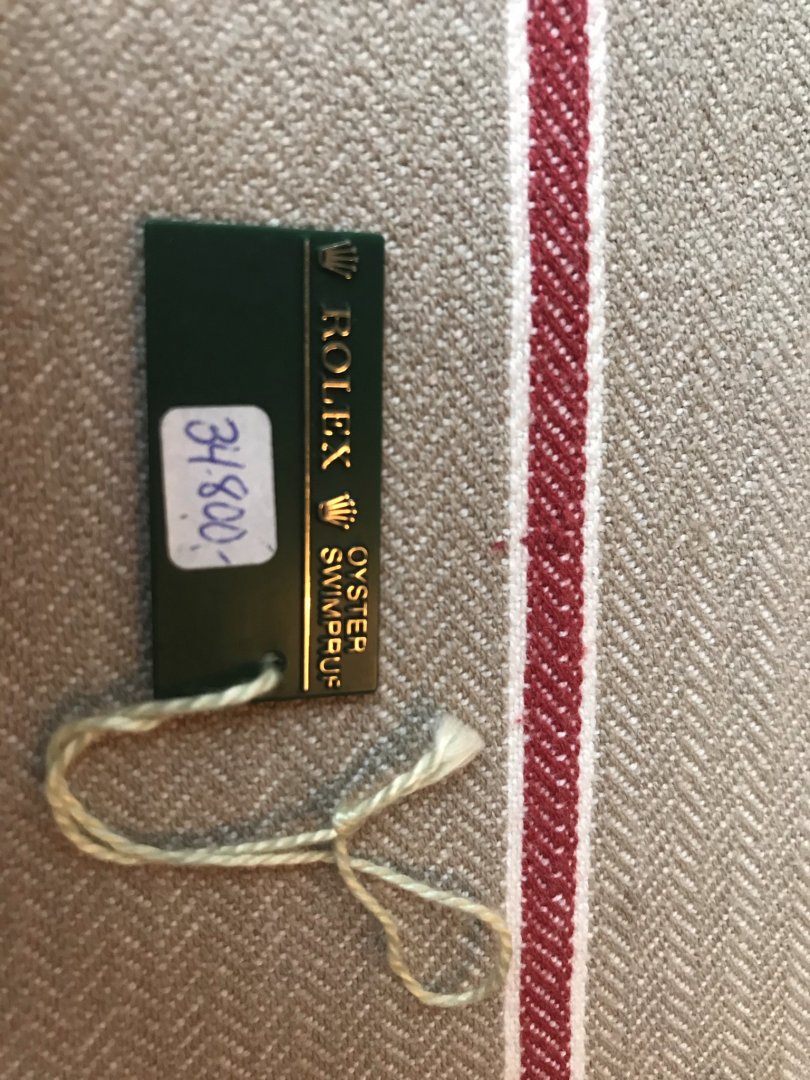 ROLEX
OYSTER
SWIMPRUF
34.800.-